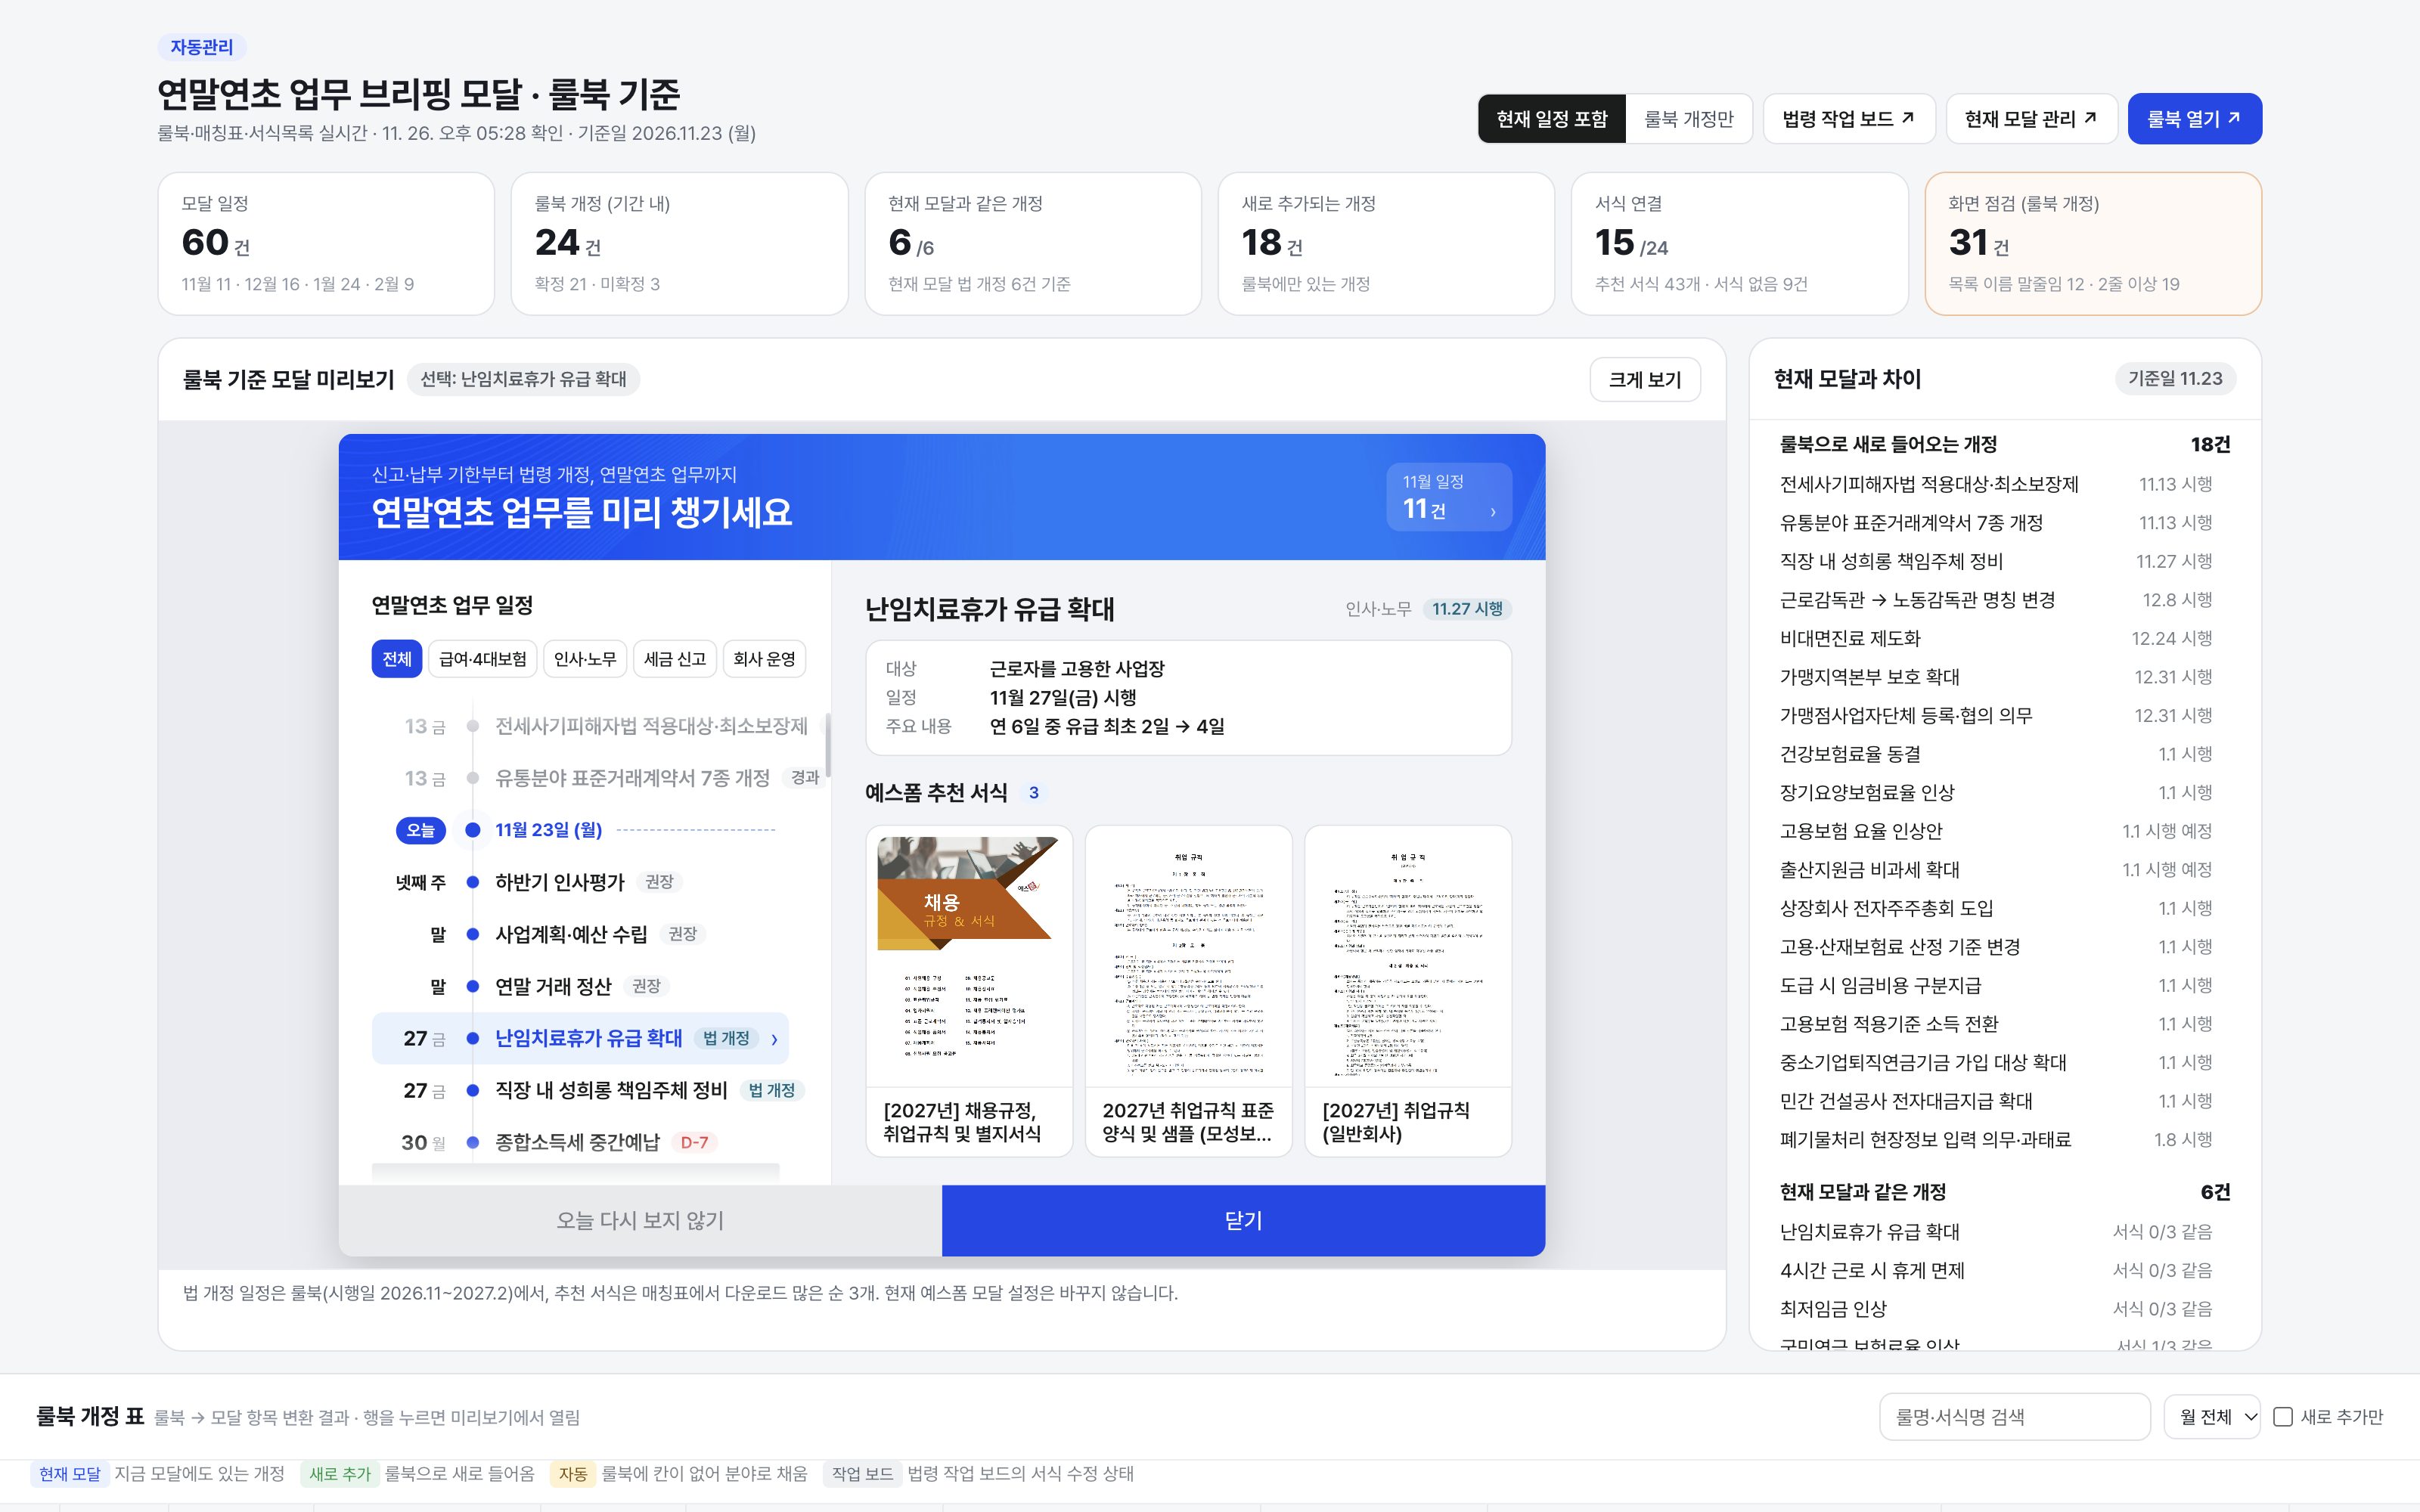 자동관리
연말연초 업무 브리핑 모달 · 룰북 기준
룰북·매칭표·서식목록 실시간 · 11. 26. 오후 05:28 확인 · 기준일 2026.11.23 (월)
현재 일정 포함
룰북 개정만
법령 작업 보드 ↗
현재 모달 관리 ↗
룰북 열기 ↗
모달 일정
60 건
11월 11 · 12월 16 · 1월 24 · 2월 9
룰북 개정 (기간 내)
24 건
확정 21 · 미확정 3
현재 모달과 같은 개정
6 /6
현재 모달 법 개정 6건 기준
새로 추가되는 개정
18 건
룰북에만 있는 개정
서식 연결
15 /24
추천 서식 43개 · 서식 없음 9건
화면 점검 (룰북 개정)
31 건
목록 이름 말줄임 12 · 2줄 이상 19
룰북 기준 모달 미리보기
선택: 난임치료휴가 유급 확대
크게 보기
신고·납부 기한부터 법령 개정, 연말연초 업무까지
연말연초 업무를 미리 챙기세요
11월 일정
11 건 ›
연말연초 업무 일정
전체
급여·4대보험
인사·노무
세금 신고
회사 운영
13 금 전세사기피해자법 적용대상·최소보장제
13 금 유통분야 표준거래계약서 7종 개정 경과
오늘 11월 23일 (월)
넷째 주 하반기 인사평가 권장
말 사업계획·예산 수립 권장
말 연말 거래 정산 권장
27 금 난임치료휴가 유급 확대 법 개정 ›
27 금 직장 내 성희롱 책임주체 정비 법 개정
30 월 종합소득세 중간예납 D-7
난임치료휴가 유급 확대
인사·노무 11.27 시행
대상 근로자를 고용한 사업장
일정 11월 27일(금) 시행
주요 내용 연 6일 중 유급 최초 2일 → 4일
예스폼 추천 서식 3
채용
규정 & 서식
취업 규칙
취 업 규 칙
[2027년] 채용규정,
취업규칙 및 별지서식
2027년 취업규칙 표준
양식 및 샘플 (모성보...
[2027년] 취업규칙
(일반회사)
오늘 다시 보지 않기
닫기
법 개정 일정은 룰북(시행일 2026.11~2027.2)에서, 추천 서식은 매칭표에서 다운로드 많은 순 3개. 현재 예스폼 모달 설정은 바꾸지 않습니다.
현재 모달과 차이
기준일 11.23
룰북으로 새로 들어오는 개정 18건
전세사기피해자법 적용대상·최소보장제 11.13 시행
유통분야 표준거래계약서 7종 개정 11.13 시행
직장 내 성희롱 책임주체 정비 11.27 시행
근로감독관 → 노동감독관 명칭 변경 12.8 시행
비대면진료 제도화 12.24 시행
가맹지역본부 보호 확대 12.31 시행
가맹점사업자단체 등록·협의 의무 12.31 시행
건강보험료율 동결 1.1 시행
장기요양보험료율 인상 1.1 시행
고용보험 요율 인상안 1.1 시행 예정
출산지원금 비과세 확대 1.1 시행 예정
상장회사 전자주주총회 도입 1.1 시행
고용·산재보험료 산정 기준 변경 1.1 시행
도급 시 임금비용 구분지급 1.1 시행
고용보험 적용기준 소득 전환 1.1 시행
중소기업퇴직연금기금 가입 대상 확대 1.1 시행
민간 건설공사 전자대금지급 확대 1.1 시행
폐기물처리 현장정보 입력 의무·과태료 1.8 시행
현재 모달과 같은 개정 6건
난임치료휴가 유급 확대 서식 0/3 같음
4시간 근로 시 휴게 면제 서식 0/3 같음
최저임금 인상 서식 0/3 같음
국민연금 보험료율 인상 서식 1/3 같음
룰북 개정 표 룰북 → 모달 항목 변환 결과 · 행을 누르면 미리보기에서 열림
룰명·서식명 검색
월 전체
새로 추가만
현재 모달 지금 모달에도 있는 개정 새로 추가 룰북으로 새로 들어옴 자동 룰북에 칸이 없어 분야로 채움 작업 보드 법령 작업 보드의 서식 수정 상태